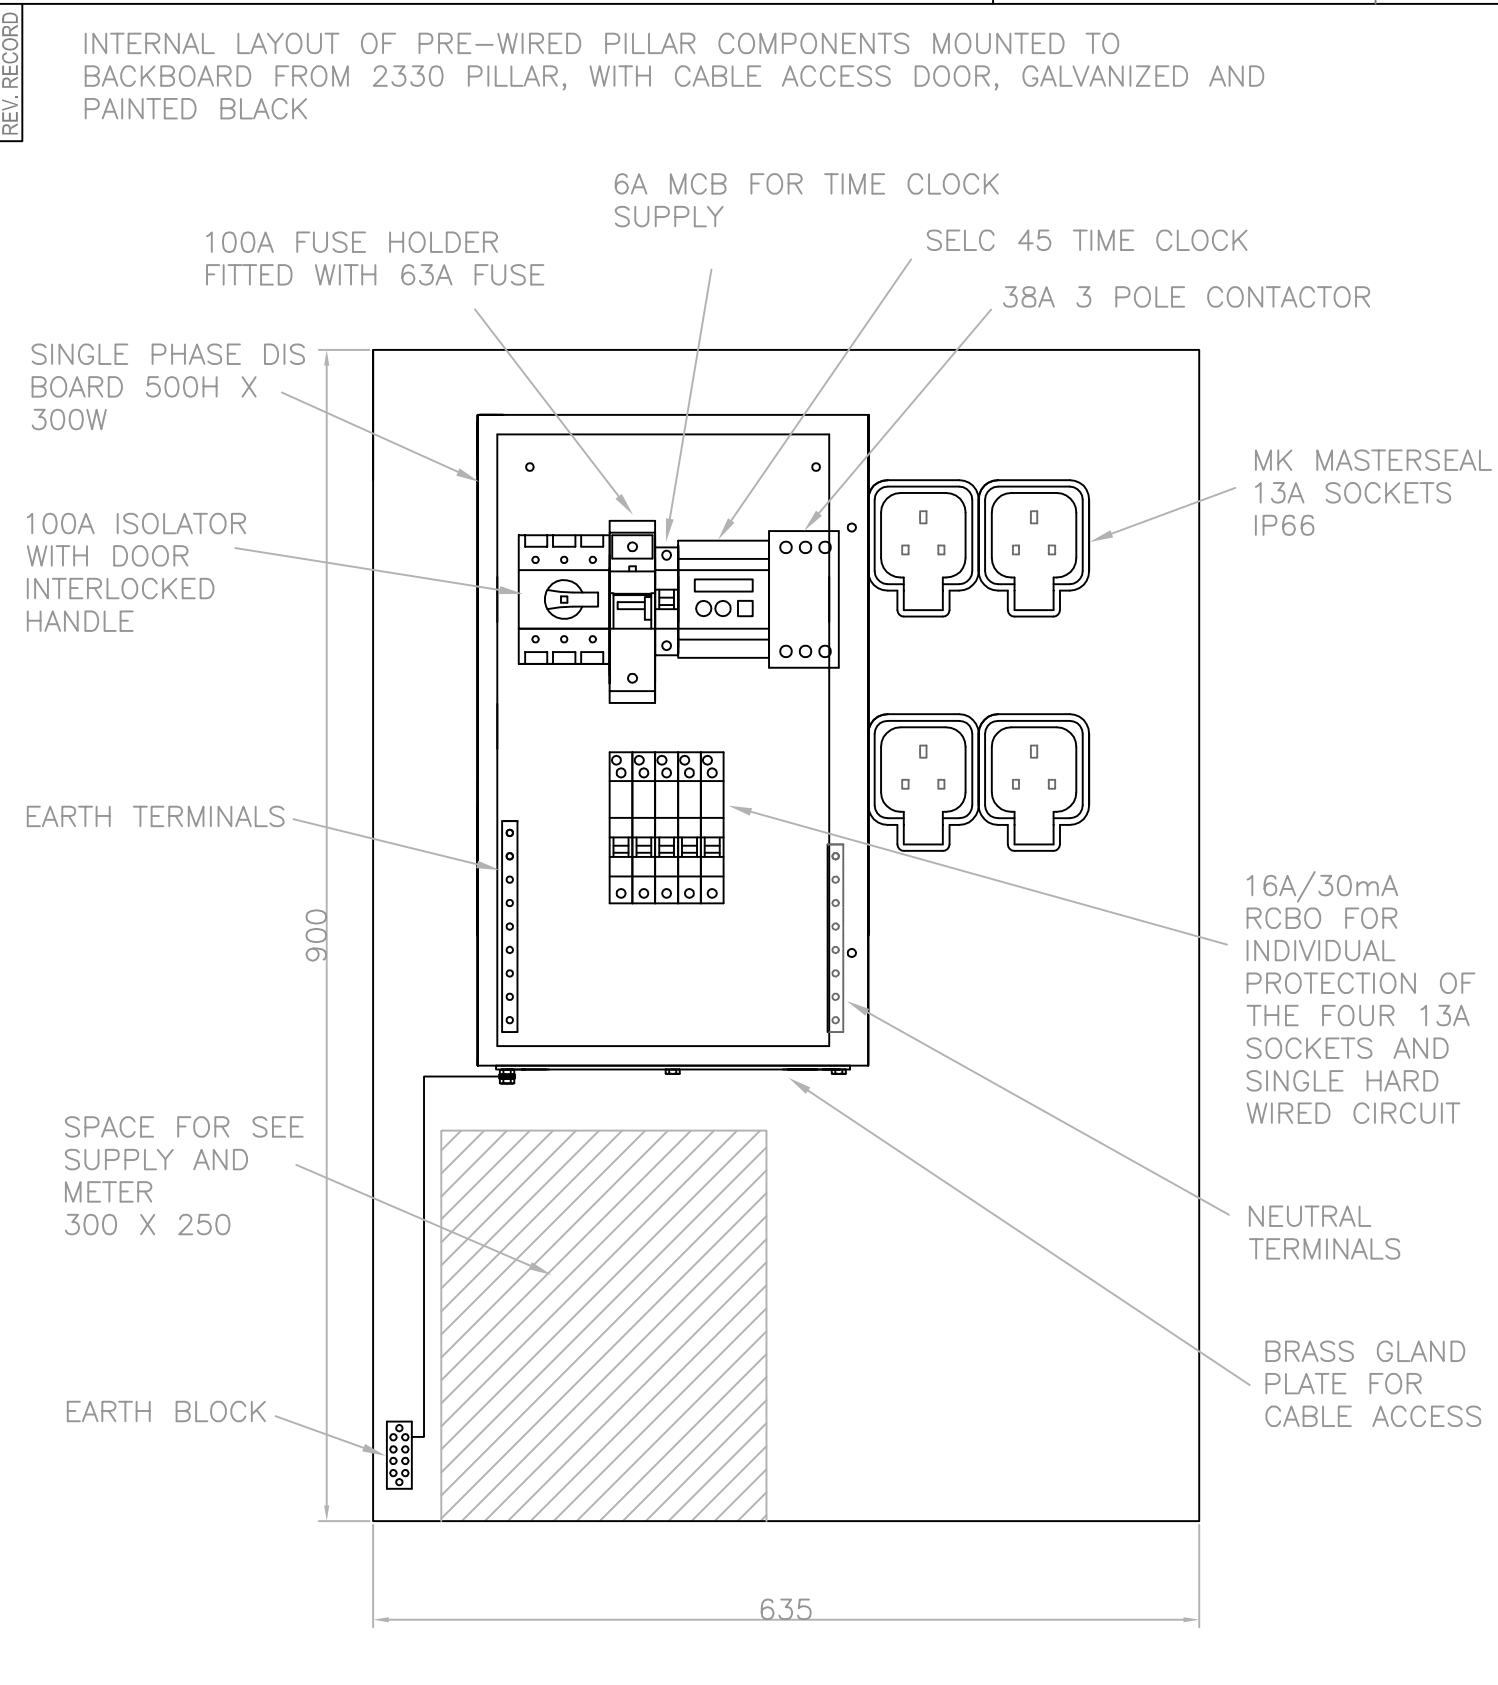 REV. RECORD
INTERNAL LAYOUT OF PRE-WIRED PILLAR COMPONENTS MOUNTED TO
BACKBOARD FROM 2330 PILLAR, WITH CABLE ACCESS DOOR, GALVANIZED AND
PAINTED BLACK
6A MCB FOR TIME CLOCK
SUPPLY
100A FUSE HOLDER
FITTED WITH 63A FUSE
SELC 45 TIME CLOCK
38A 3 POLE CONTACTOR
SINGLE PHASE DIS
BOARD 500H X
300W
MK MASTERSEAL
13A SOCKETS
IP66
100A ISOLATOR
WITH DOOR
INTERLOCKED
HANDLE
EARTH TERMINALS
16A/30mA
RCBO FOR
INDIVIDUAL
PROTECTION OF
THE FOUR 13A
SOCKETS AND
SINGLE HARD
WIRED CIRCUIT
900
SPACE FOR SEE
SUPPLY AND
METER
300 X 250
NEUTRAL
TERMINALS
BRASS GLAND
PLATE FOR
CABLE ACCESS
EARTH BLOCK
635